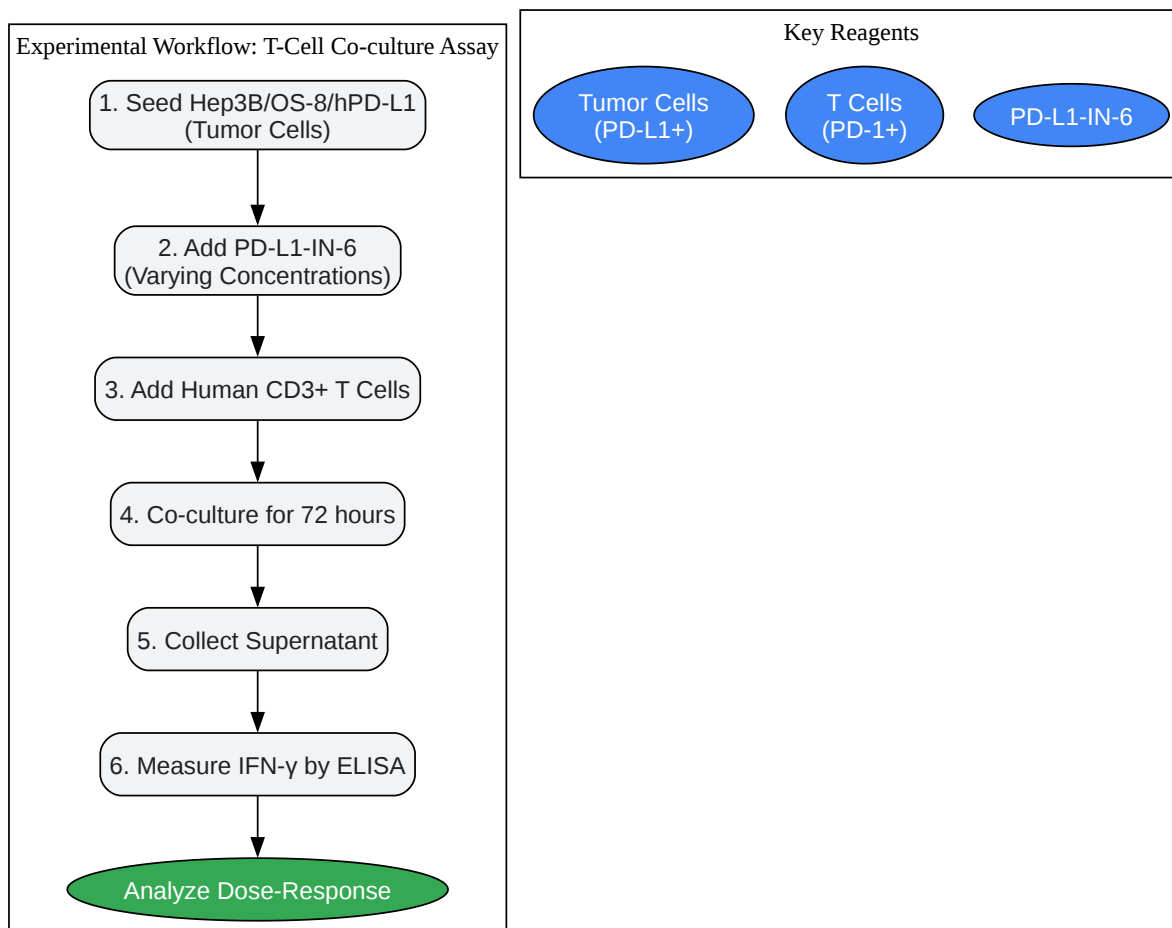 Experimental Workflow: T-Cell Co-culture Assay
1. Seed Hep3B/OS-8/hPD-L1
(Tumor Cells)
2. Add PD-L1-IN-6
(Varying Concentrations)
3. Add Human CD3+ T Cells
4. Co-culture for 72 hours
5. Collect Supernatant
6. Measure IFN-γ by ELISA
Analyze Dose-Response
Key Reagents
Tumor Cells
(PD-L1+)
T Cells
(PD-1+)
PD-L1-IN-6